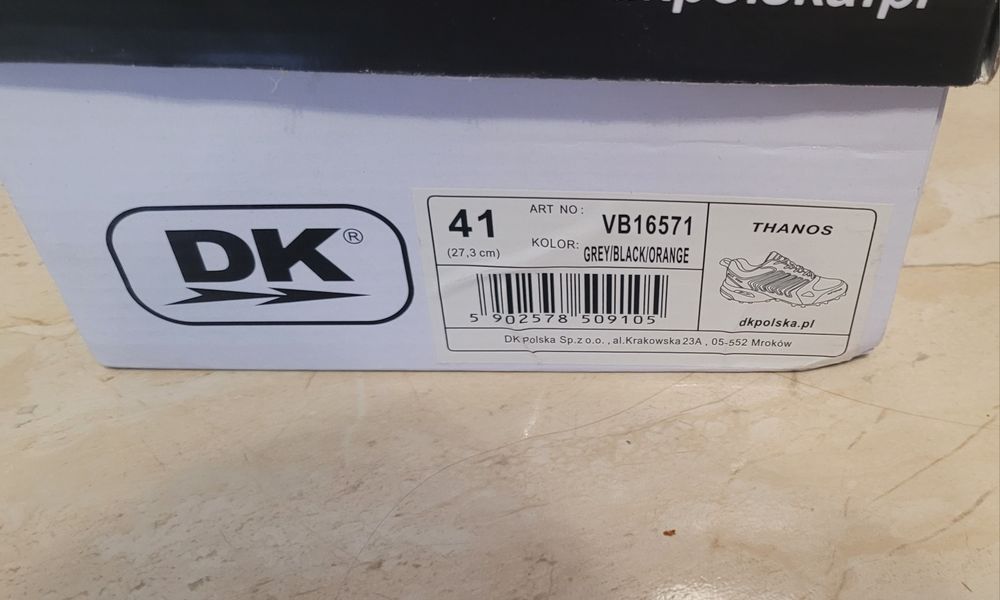 DK®
41
(27,3 cm)
ART NO:
VB16571
KOLOR:
GREY/BLACK/ORANGE
5 902578 509105
THANOS
dkpolska.pl
DK Polska Sp.z o.o., al.Krakowska 23A, 05-552 Mroków